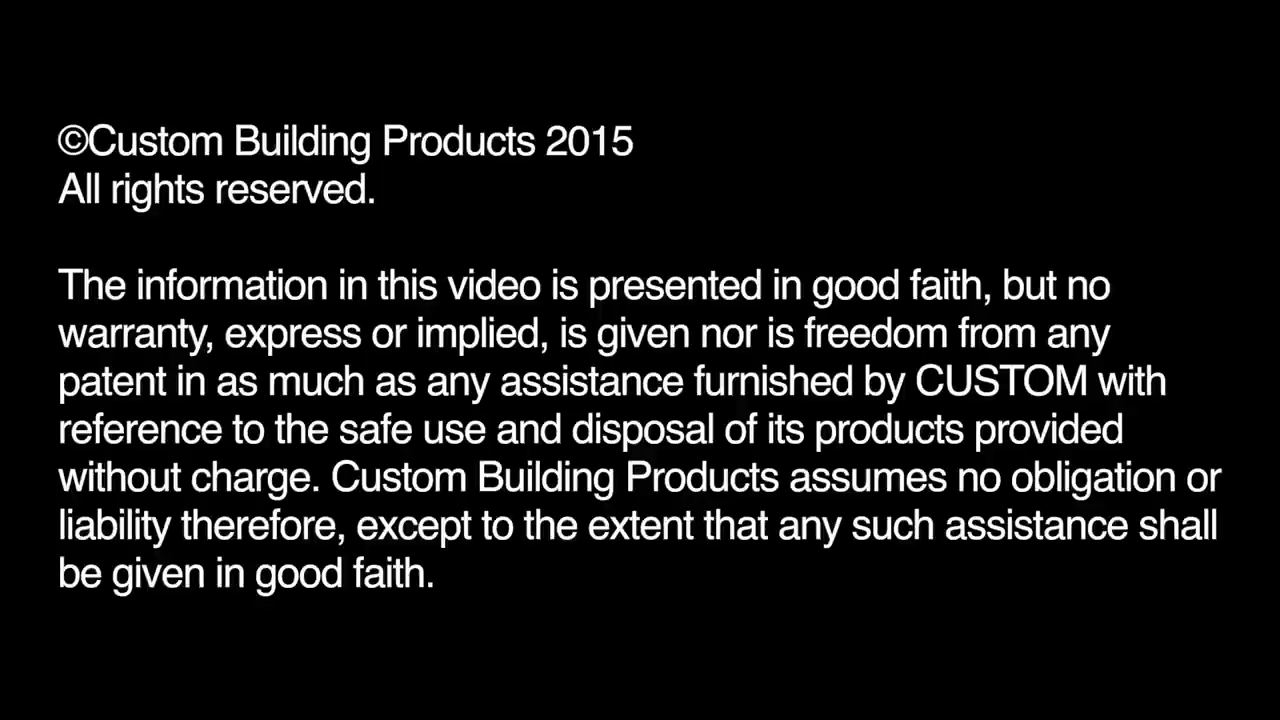 ©Custom Building Products 2015
All rights reserved.
The information in this video is presented in good faith, but no
warranty, express or implied, is given nor is freedom from any
patent in as much as any assistance furnished by CUSTOM with
reference to the safe use and disposal of its products provided
without charge. Custom Building Products assumes no obligation or
liability therefore, except to the extent that any such assistance shall
be given in good faith.